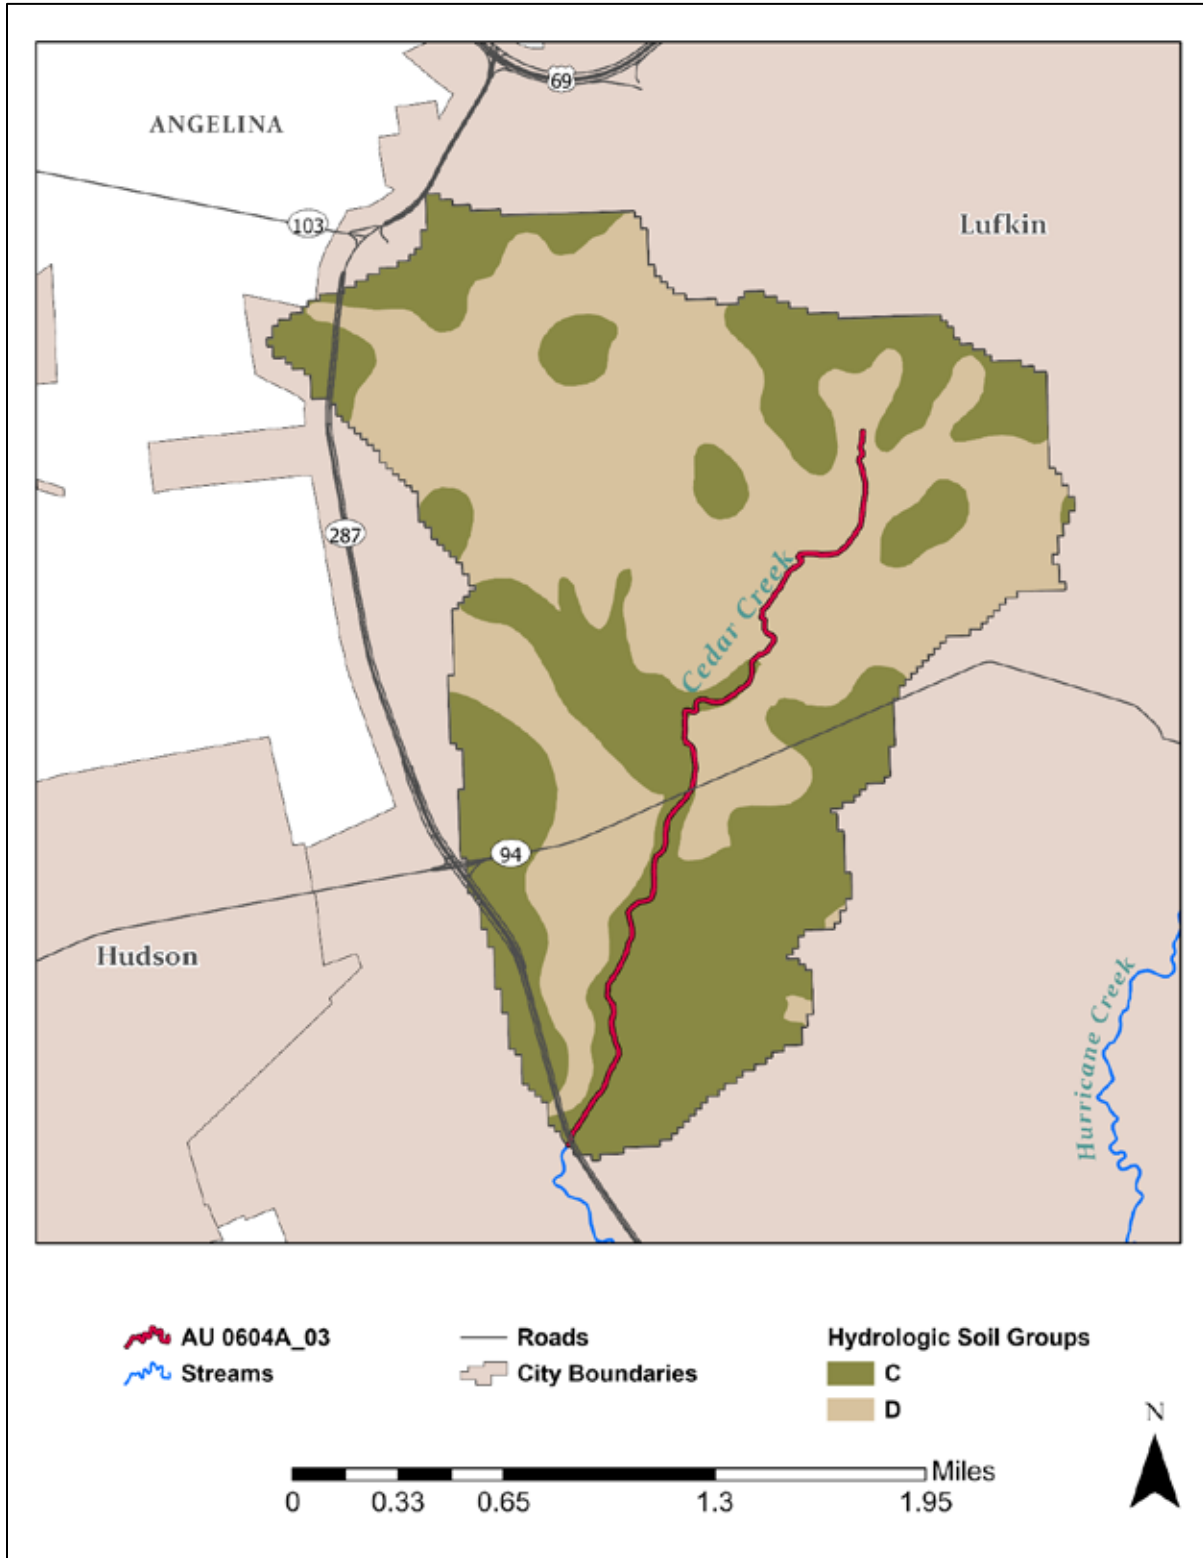 69
ANGELINA
103
Lufkin
287
Cedar Creek
94
Hudson
Hurricane Creek
AU 0604A_03
Streams
Roads
City Boundaries
Hydrologic Soil Groups
C
D
N
Miles
0 0.33 0.65 1.3 1.95